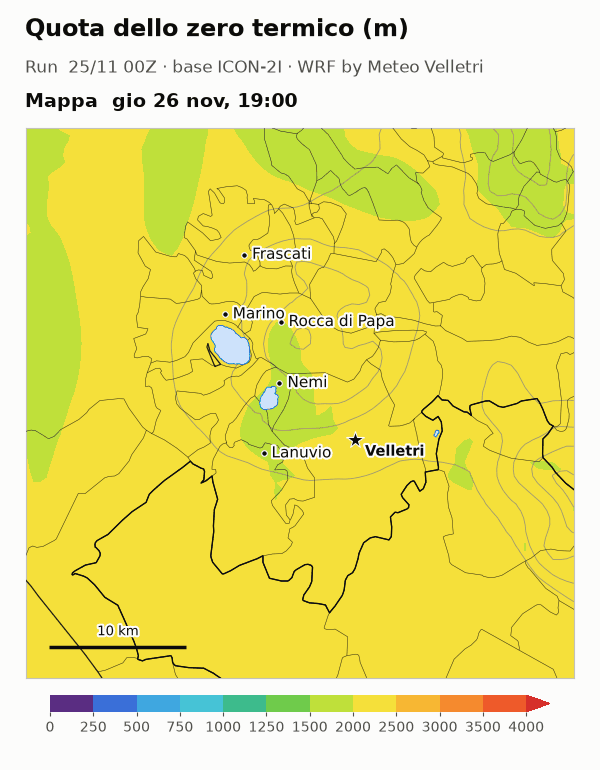 Quota dello zero termico (m)
Run  25/11 00Z · base ICON-2I · WRF by Meteo Velletri
Mappa  gio 26 nov, 19:00
Frascati
Marino
Rocca di Papa
Nemi
Velletri
Lanuvio
10 km
0 250 500 750 1000 1250 1500 2000 2500 3000 3500 4000